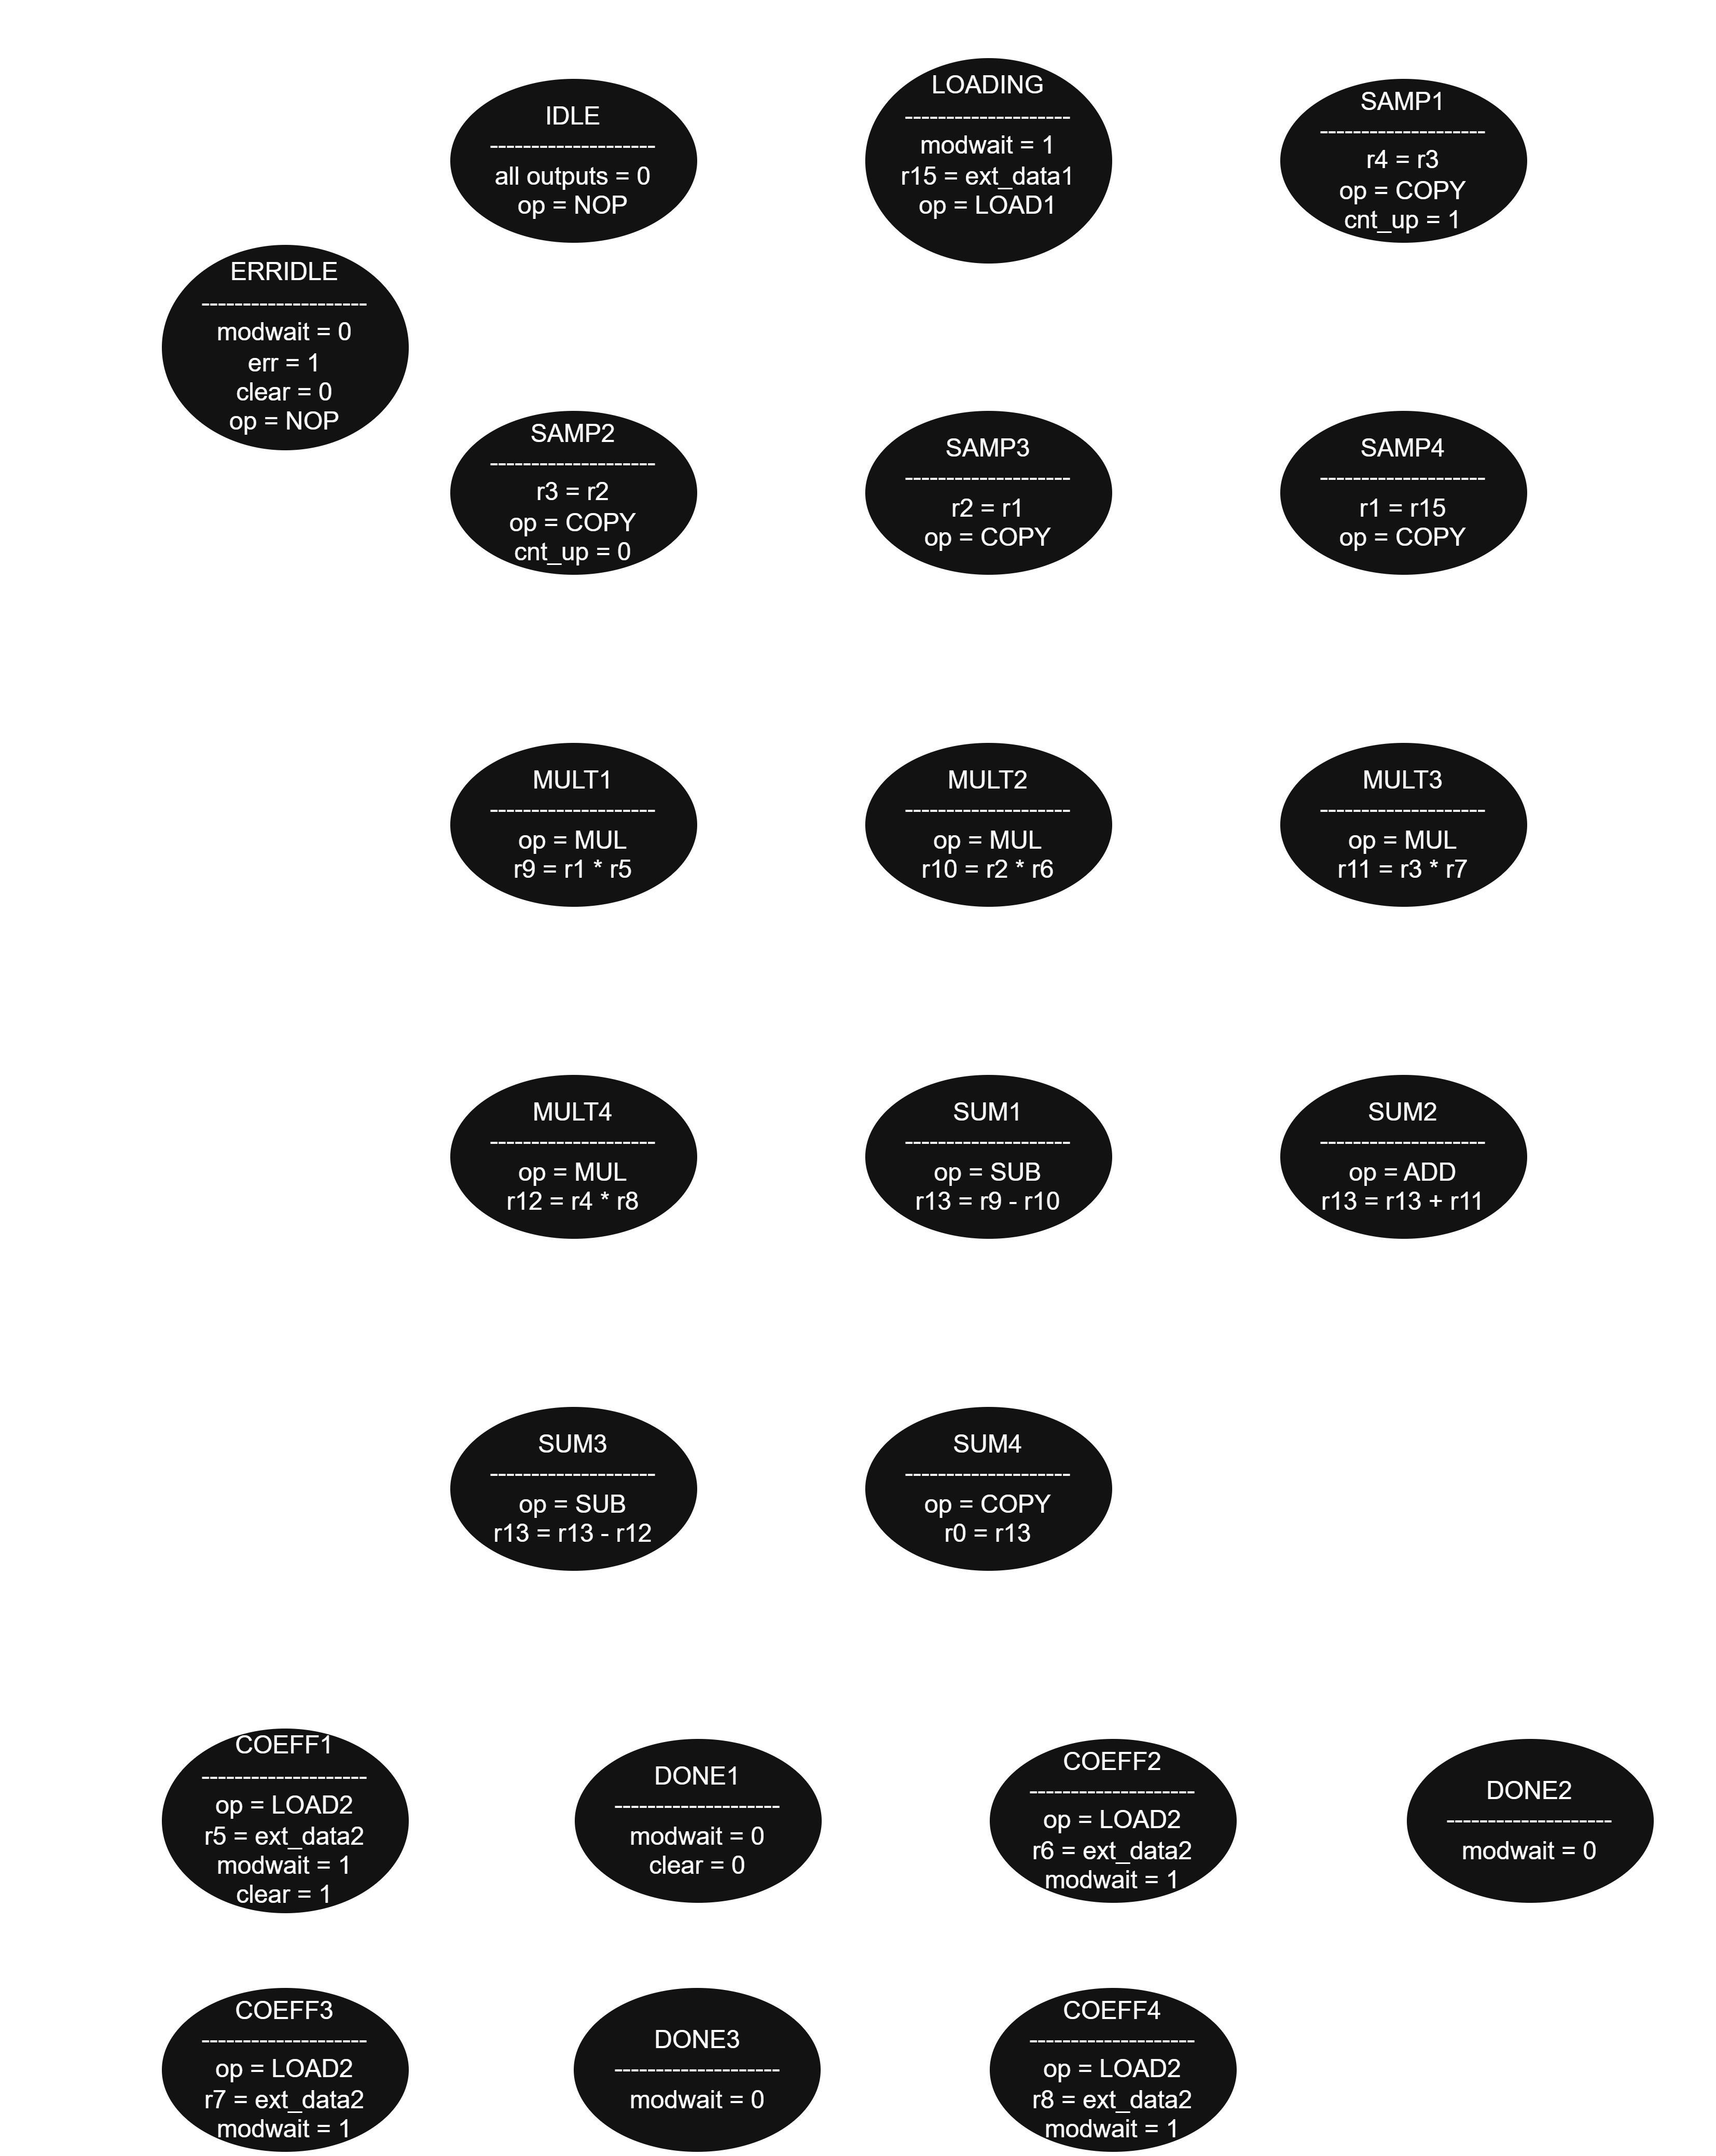 IDLE
--------------------
all outputs = 0
op = NOP
LOADING
--------------------
modwait = 1
r15 = ext_data1
op = LOAD1
SAMP1
--------------------
r4 = r3
op = COPY
cnt_up = 1
ERRIDLE
--------------------
modwait = 0
err = 1
clear = 0
op = NOP
SAMP2
--------------------
r3 = r2
op = COPY
cnt_up = 0
SAMP3
--------------------
r2 = r1
op = COPY
SAMP4
--------------------
r1 = r15
op = COPY
MULT1
--------------------
op = MUL
r9 = r1 * r5
MULT2
--------------------
op = MUL
r10 = r2 * r6
MULT3
--------------------
op = MUL
r11 = r3 * r7
MULT4
--------------------
op = MUL
r12 = r4 * r8
SUM1
--------------------
op = SUB
r13 = r9 - r10
SUM2
--------------------
op = ADD
r13 = r13 + r11
SUM3
--------------------
op = SUB
r13 = r13 - r12
SUM4
--------------------
op = COPY
r0 = r13
COEFF1
--------------------
op = LOAD2
r5 = ext_data2
modwait = 1
clear = 1
DONE1
--------------------
modwait = 0
clear = 0
COEFF2
--------------------
op = LOAD2
r6 = ext_data2
modwait = 1
DONE2
--------------------
modwait = 0
COEFF3
--------------------
op = LOAD2
r7 = ext_data2
modwait = 1
DONE3
--------------------
modwait = 0
COEFF4
--------------------
op = LOAD2
r8 = ext_data2
modwait = 1